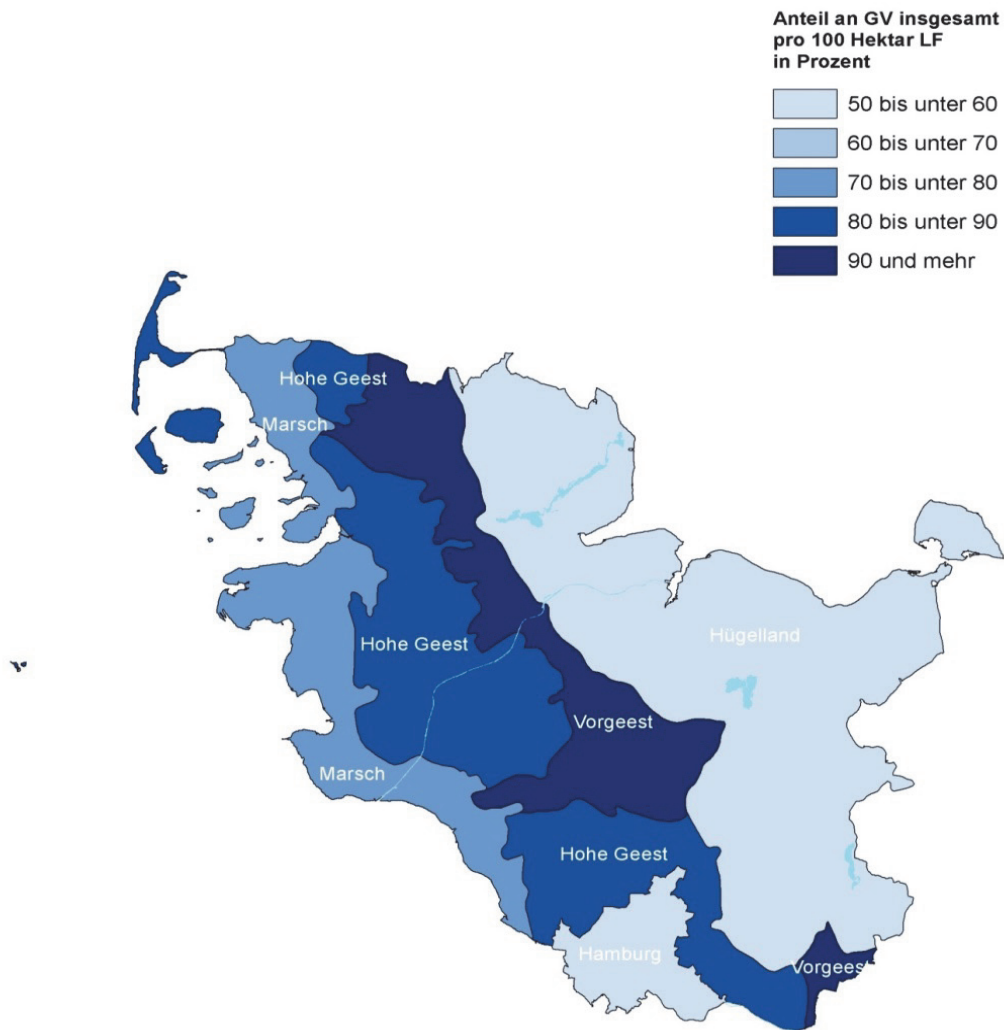 Anteil an GV insgesamt
pro 100 Hektar LF
in Prozent
50 bis unter 60
60 bis unter 70
70 bis unter 80
80 bis unter 90
90 und mehr
Hohe Geest
Marsch
Hohe Geest
Hügelland
Vorgeest
Marsch
Hohe Geest
Hamburg
Vorgeest